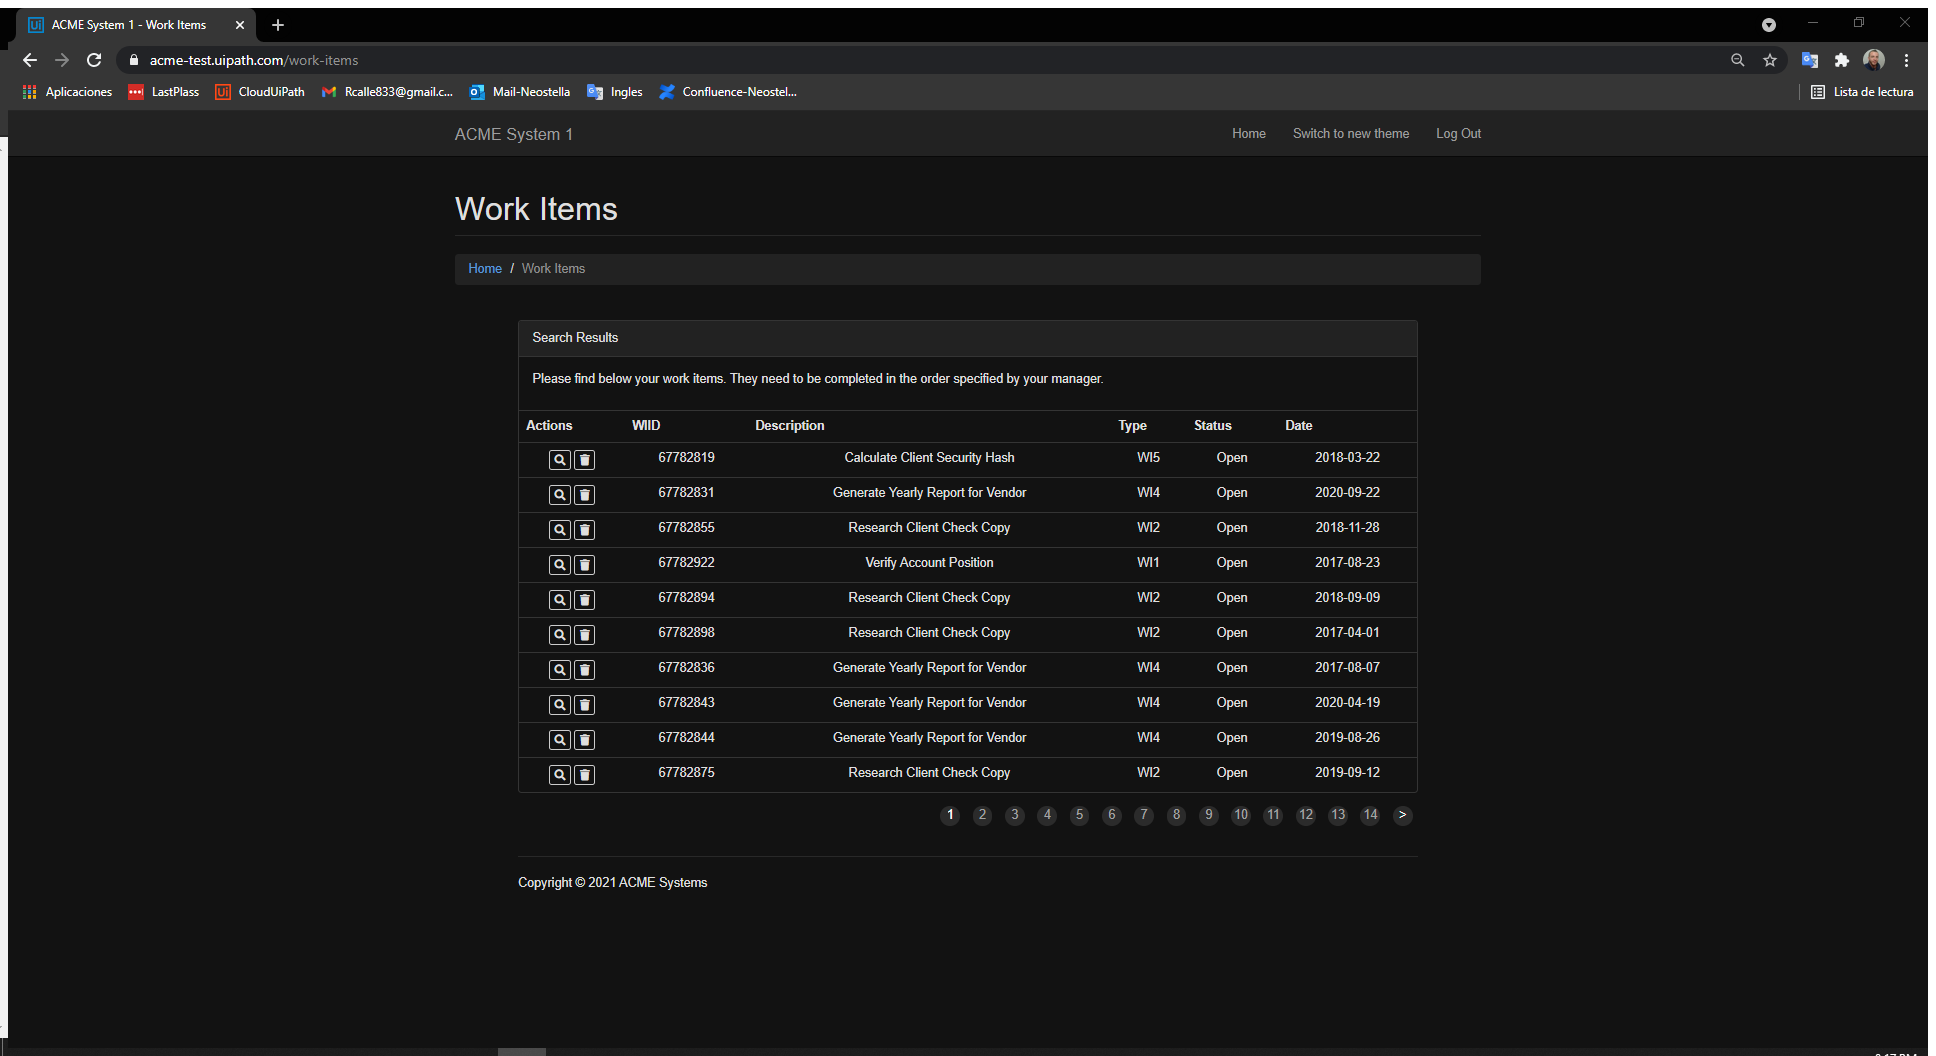 ACME System 1 - Work Items
acme-test.uipath.com/work-items
Aplicaciones LastPlass CloudUiPath Rcalle833@gmail.c... Mail-Neostella Ingles Confluence-Neostel... Lista de lectura
ACME System 1 Home Switch to new theme Log Out
Work Items
Home / Work Items
Search Results
Please find below your work items. They need to be completed in the order specified by your manager.
Actions WIID Description Type Status Date
67782819 Calculate Client Security Hash WI5 Open 2018-03-22
67782831 Generate Yearly Report for Vendor WI4 Open 2020-09-22
67782855 Research Client Check Copy WI2 Open 2018-11-28
67782922 Verify Account Position WI1 Open 2017-08-23
67782894 Research Client Check Copy WI2 Open 2018-09-09
67782898 Research Client Check Copy WI2 Open 2017-04-01
67782836 Generate Yearly Report for Vendor WI4 Open 2017-08-07
67782843 Generate Yearly Report for Vendor WI4 Open 2020-04-19
67782844 Generate Yearly Report for Vendor WI4 Open 2019-08-26
67782875 Research Client Check Copy WI2 Open 2019-09-12
1 2 3 4 5 6 7 8 9 10 11 12 13 14 >
Copyright © 2021 ACME Systems